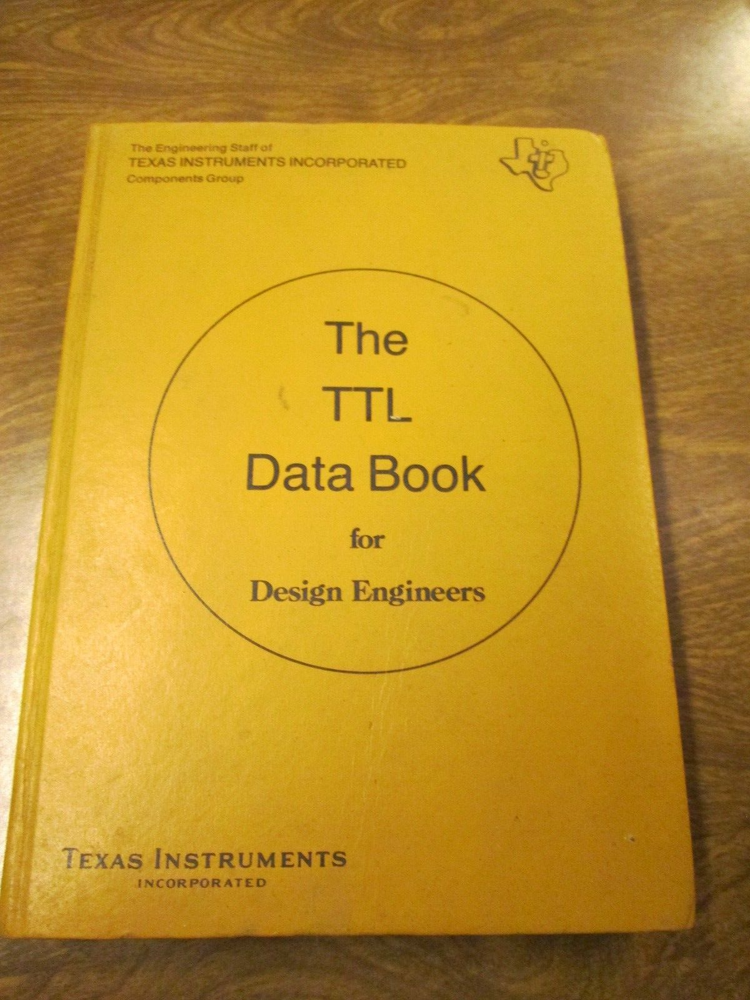 The Engineering Staff of
TEXAS INSTRUMENTS INCORPORATED
Components Group
The
TTL
Data Book
for
Design Engineers
TEXAS INSTRUMENTS
INCORPORATED